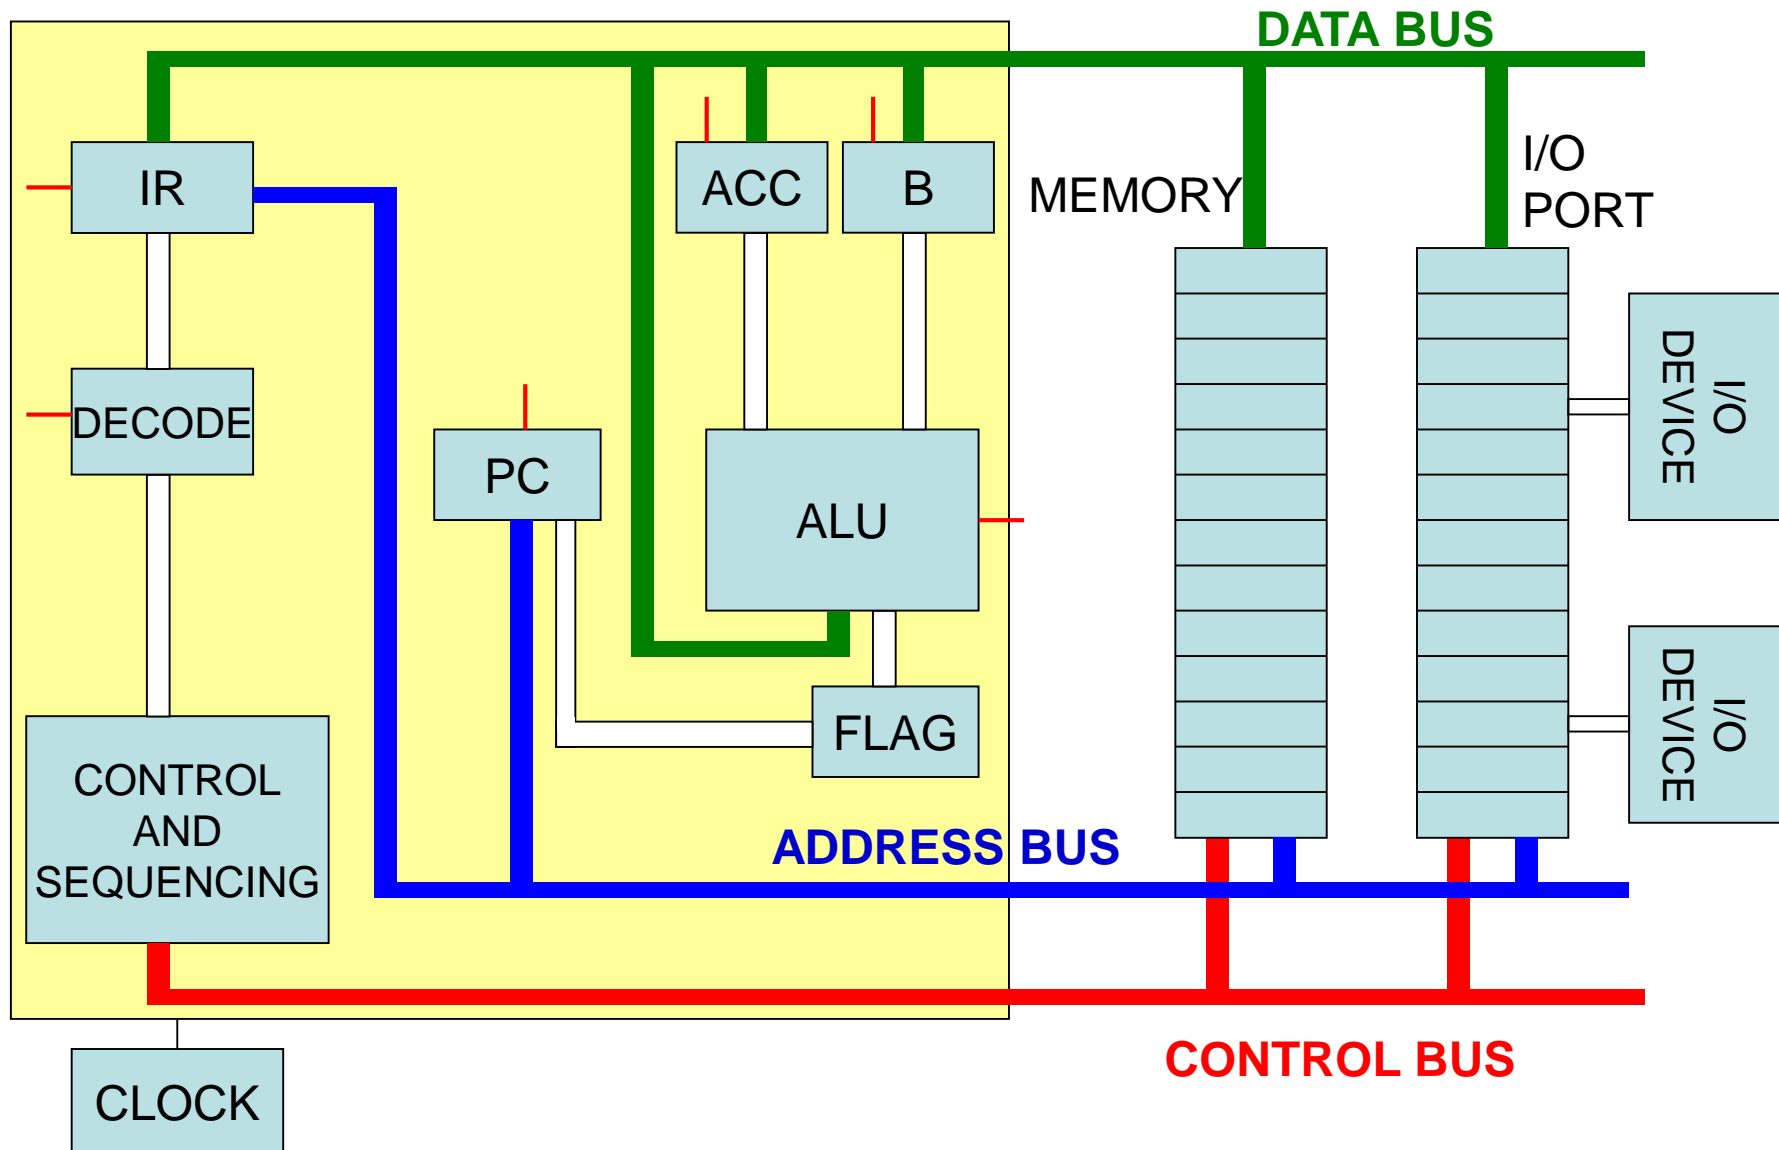 DATA BUS
IR
ACC
B
MEMORY
I/O
PORT
DECODE
PC
ALU
I/O
DEVICE
FLAG
I/O
DEVICE
CONTROL
AND
SEQUENCING
ADDRESS BUS
CONTROL BUS
CLOCK